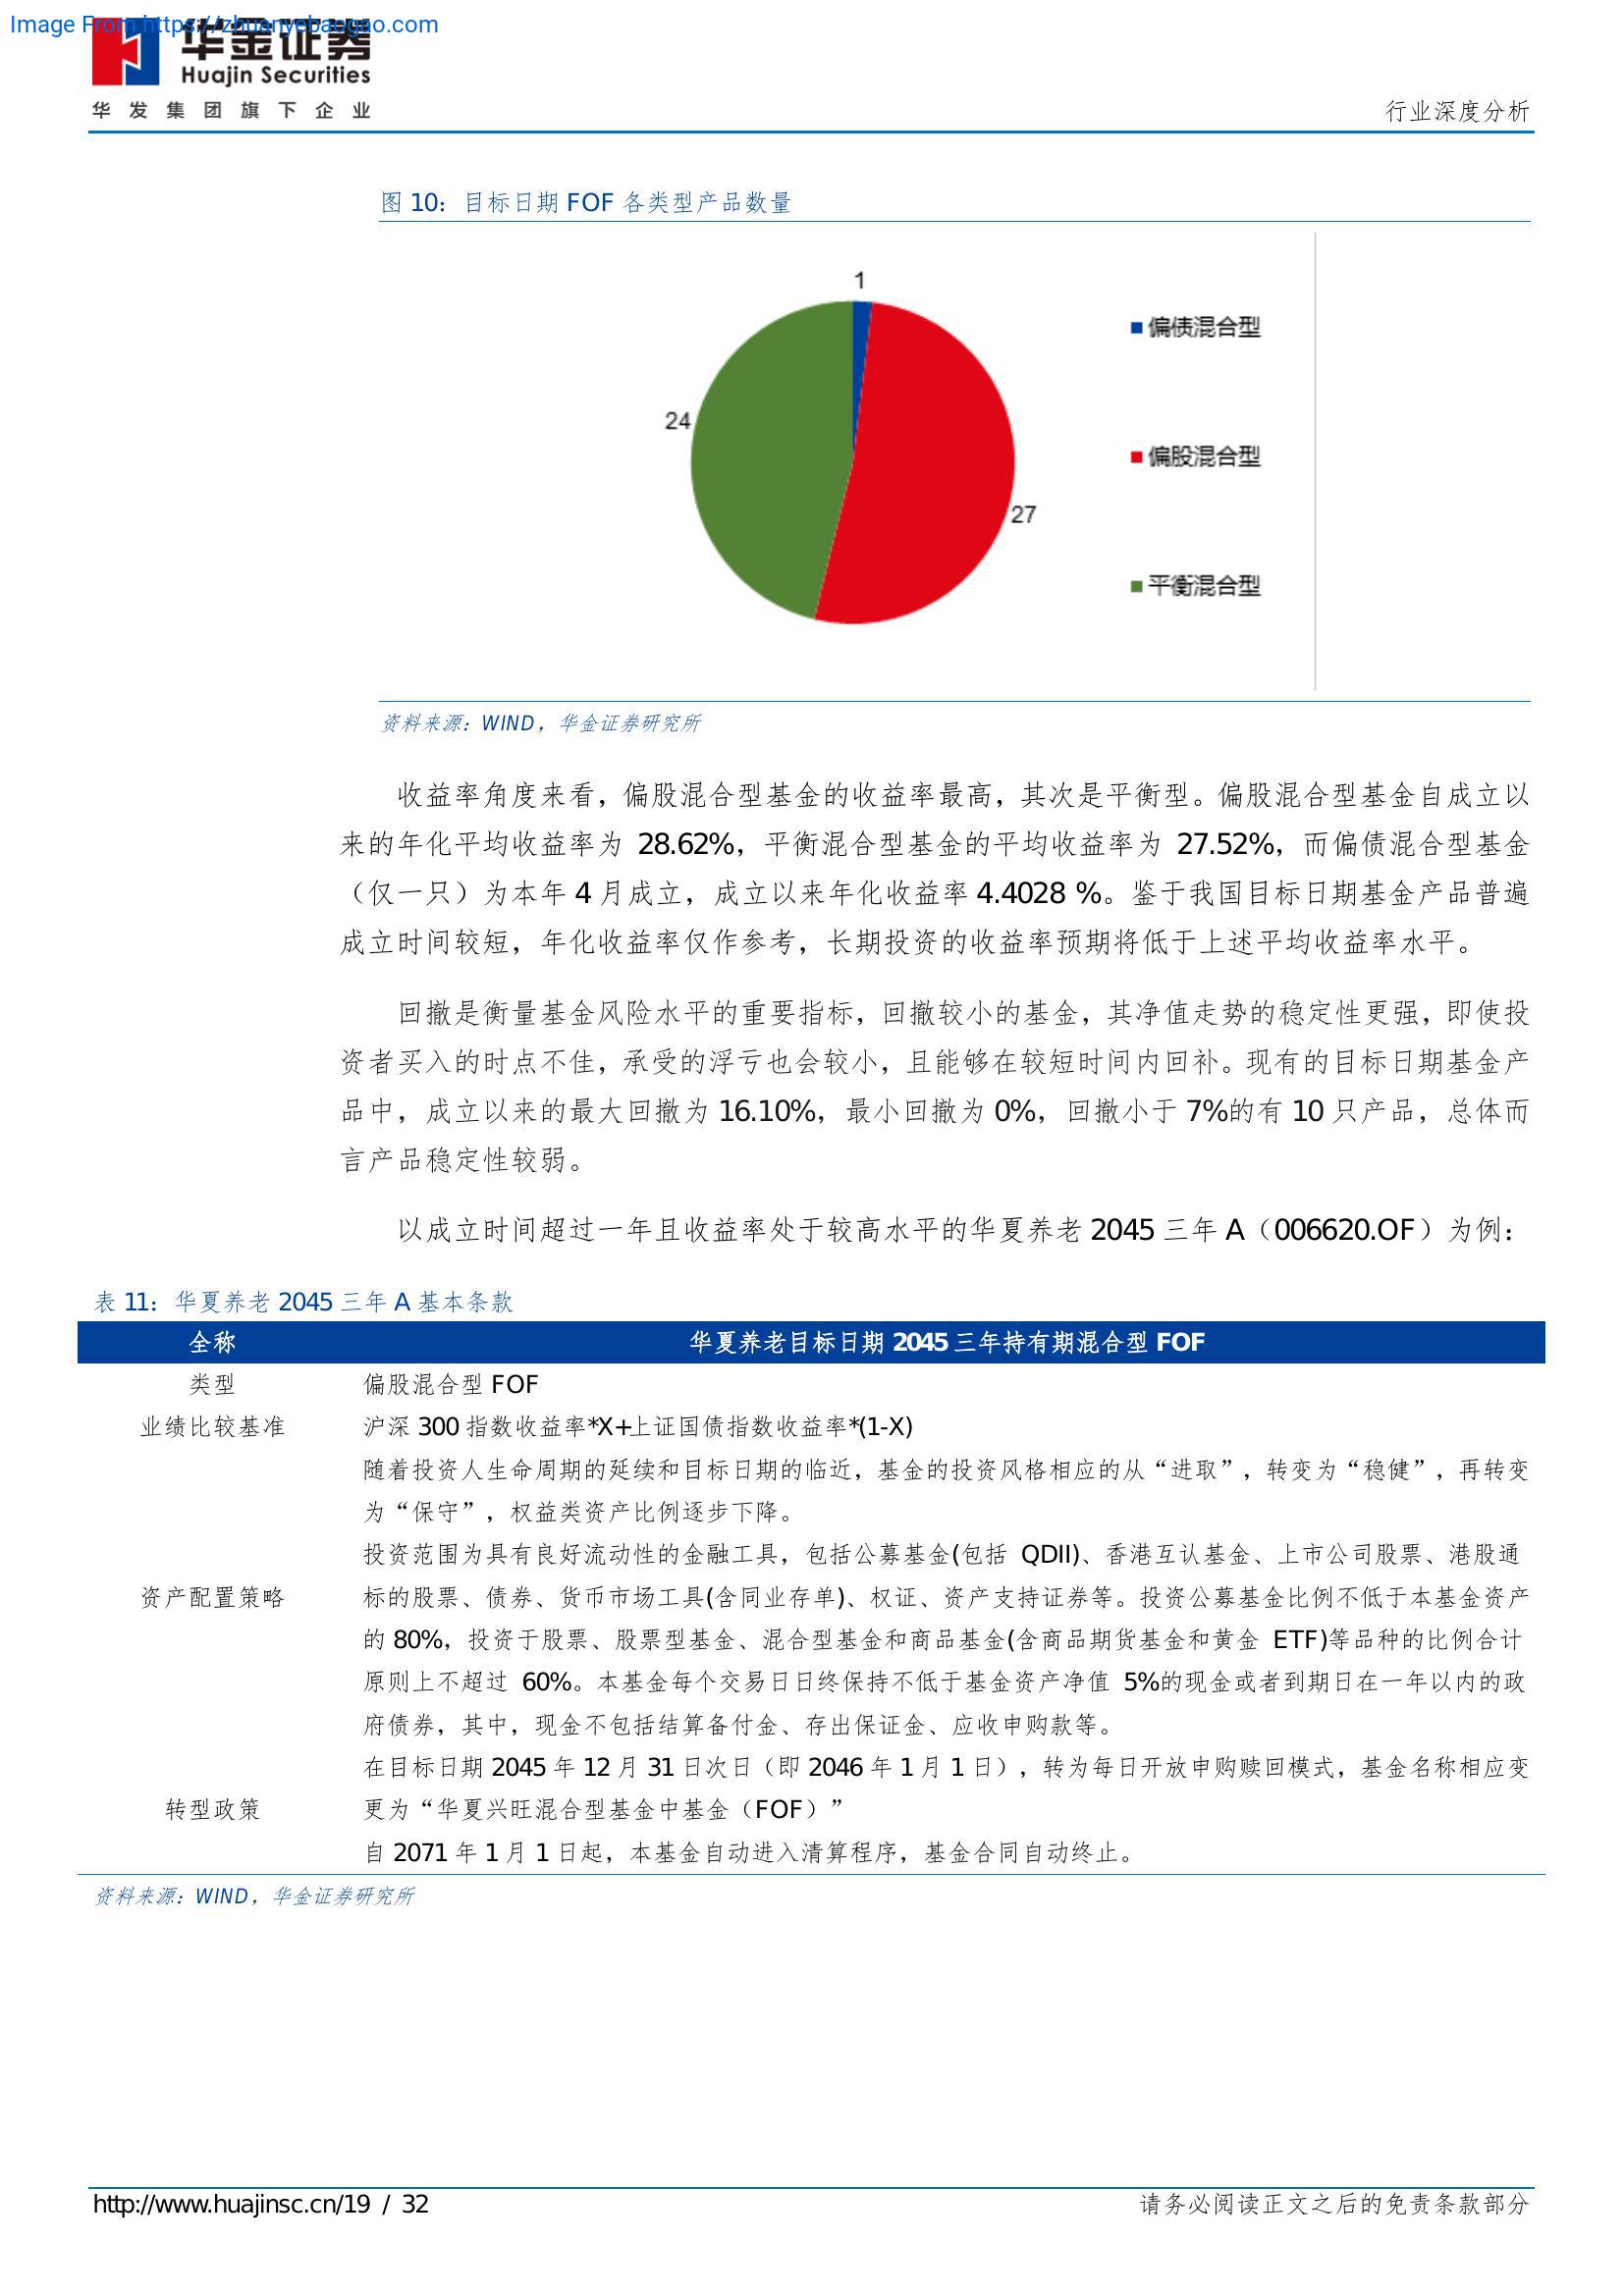 Image From https://zhuanyebaogao.com
华金证券
Huajin Securities
华发集团旗下企业
行业深度分析
图 10：目标日期 FOF 各类型产品数量
1
偏债混合型
24
偏股混合型
27
平衡混合型
资料来源：WIND，华金证券研究所
收益率角度来看，偏股混合型基金的收益率最高，其次是平衡型。偏股混合型基金自成立以
来的年化平均收益率为 28.62%，平衡混合型基金的平均收益率为 27.52%，而偏债混合型基金
（仅一只）为本年 4 月成立，成立以来年化收益率 4.4028 %。鉴于我国目标日期基金产品普遍
成立时间较短，年化收益率仅作参考，长期投资的收益率预期将低于上述平均收益率水平。
回撤是衡量基金风险水平的重要指标，回撤较小的基金，其净值走势的稳定性更强，即使投
资者买入的时点不佳，承受的浮亏也会较小，且能够在较短时间内回补。现有的目标日期基金产
品中，成立以来的最大回撤为 16.10%，最小回撤为 0%，回撤小于 7%的有 10 只产品，总体而
言产品稳定性较弱。
以成立时间超过一年且收益率处于较高水平的华夏养老 2045 三年 A（006620.OF）为例：
表 11：华夏养老 2045 三年 A 基本条款
全称 华夏养老目标日期 2045 三年持有期混合型 FOF
类型 偏股混合型 FOF
业绩比较基准 沪深 300 指数收益率*X+上证国债指数收益率*(1-X)
随着投资人生命周期的延续和目标日期的临近，基金的投资风格相应的从“进取”，转变为“稳健”，再转变
为“保守”，权益类资产比例逐步下降。
投资范围为具有良好流动性的金融工具，包括公募基金(包括 QDII)、香港互认基金、上市公司股票、港股通
资产配置策略 标的股票、债券、货币市场工具(含同业存单)、权证、资产支持证券等。投资公募基金比例不低于本基金资产
的 80%，投资于股票、股票型基金、混合型基金和商品基金(含商品期货基金和黄金 ETF)等品种的比例合计
原则上不超过 60%。本基金每个交易日日终保持不低于基金资产净值 5%的现金或者到期日在一年以内的政
府债券，其中，现金不包括结算备付金、存出保证金、应收申购款等。
在目标日期 2045 年 12 月 31 日次日（即 2046 年 1 月 1 日），转为每日开放申购赎回模式，基金名称相应变
转型政策 更为“华夏兴旺混合型基金中基金（FOF）”
自 2071 年 1 月 1 日起，本基金自动进入清算程序，基金合同自动终止。
资料来源：WIND，华金证券研究所
http://www.huajinsc.cn/19 / 32
请务必阅读正文之后的免责条款部分